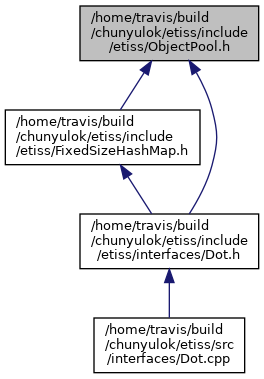 /home/travis/build
/chunyulok/etiss/include
/etiss/ObjectPool.h
/home/travis/build
/chunyulok/etiss/include
/etiss/FixedSizeHashMap.h
/home/travis/build
/chunyulok/etiss/include
/etiss/interfaces/Dot.h
/home/travis/build
/chunyulok/etiss/src
/interfaces/Dot.cpp